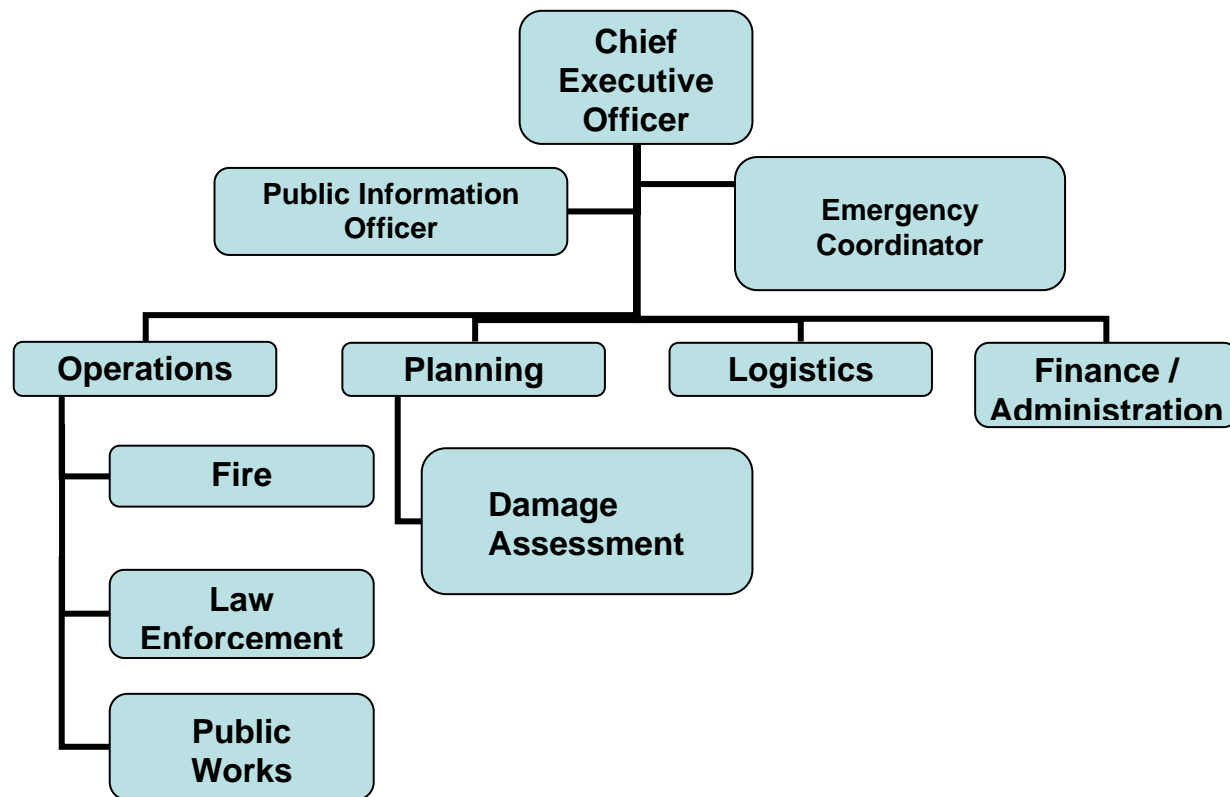 Chief
Executive
Officer
Public Information
Officer
Emergency
Coordinator
Operations
Planning
Logistics
Finance /
Administration
Fire
Damage
Assessment
Law
Enforcement
Public
Works